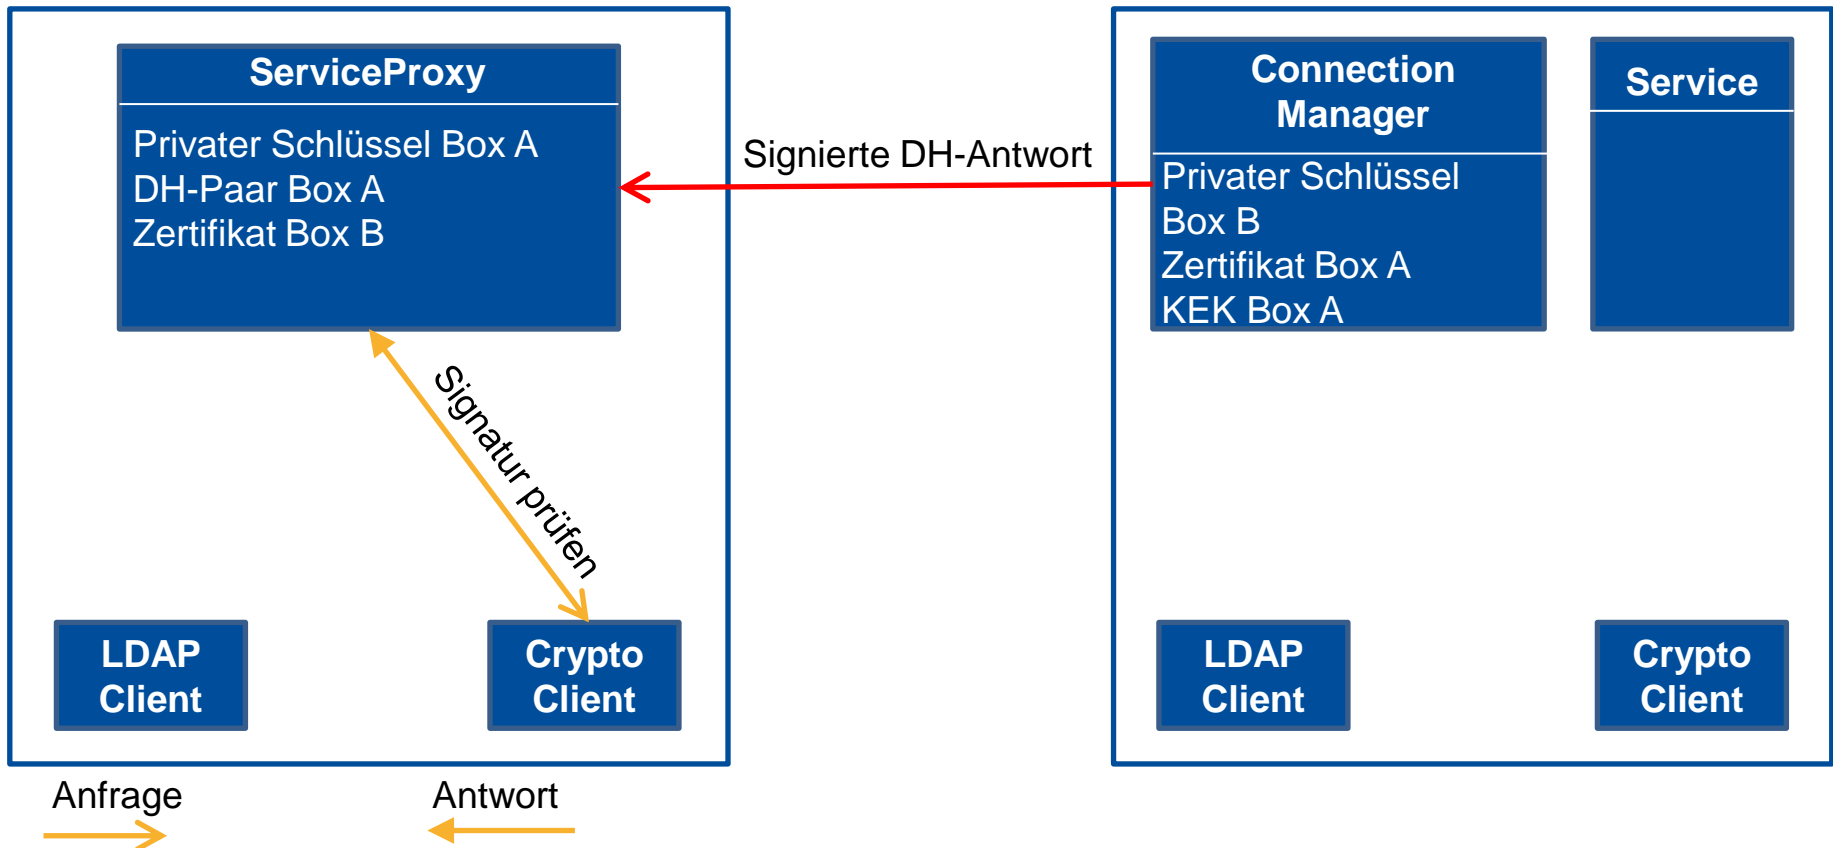 ServiceProxy
Privater Schlüssel Box A
DH-Paar Box A
Zertifikat Box B
Signierte DH-Antwort
Connection
Manager
Privater Schlüssel
Box B
Zertifikat Box A
KEK Box A
Service
Signatur prüfen
LDAP
Client
Crypto
Client
LDAP
Client
Crypto
Client
Anfrage
Antwort